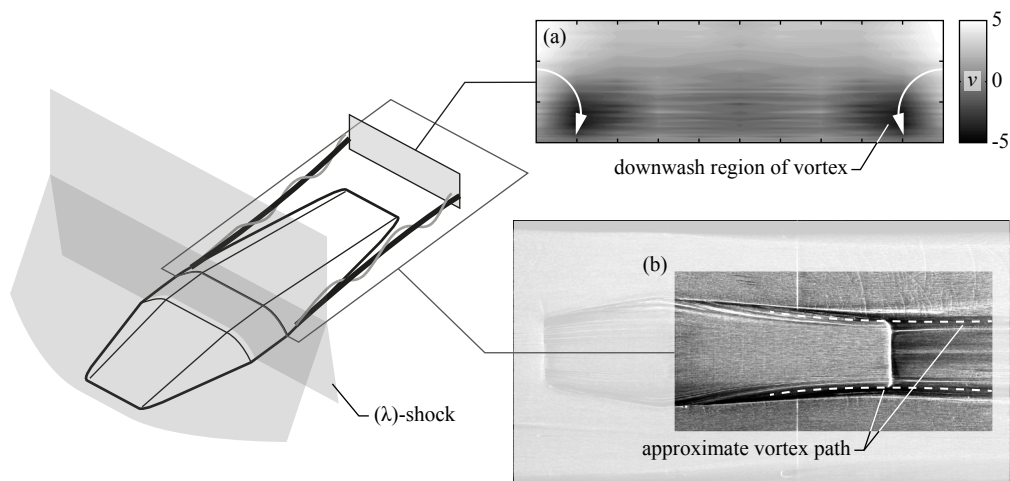 (a)
5
v
0
-5
downwash region of vortex
(b)
(λ)-shock
approximate vortex path